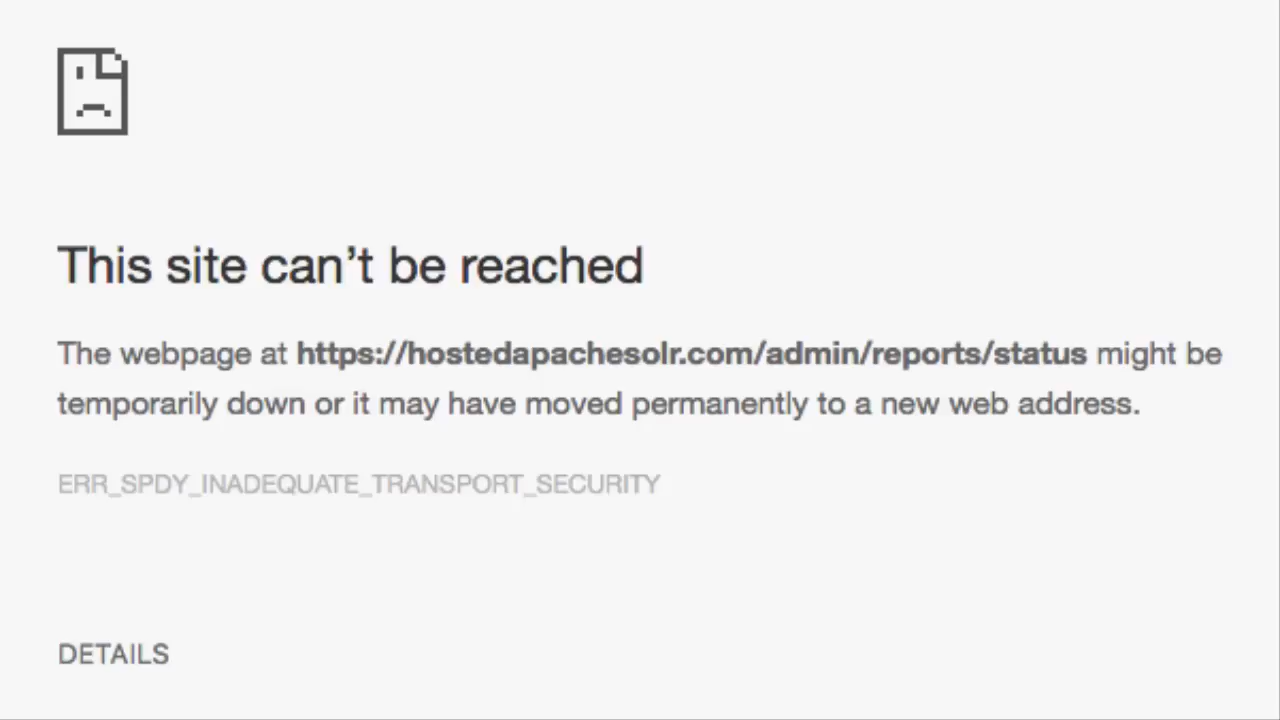 This site can’t be reached
The webpage at https://hostedapachesolr.com/admin/reports/status might be
temporarily down or it may have moved permanently to a new web address.
ERR_SPDY_INADEQUATE_TRANSPORT_SECURITY
DETAILS